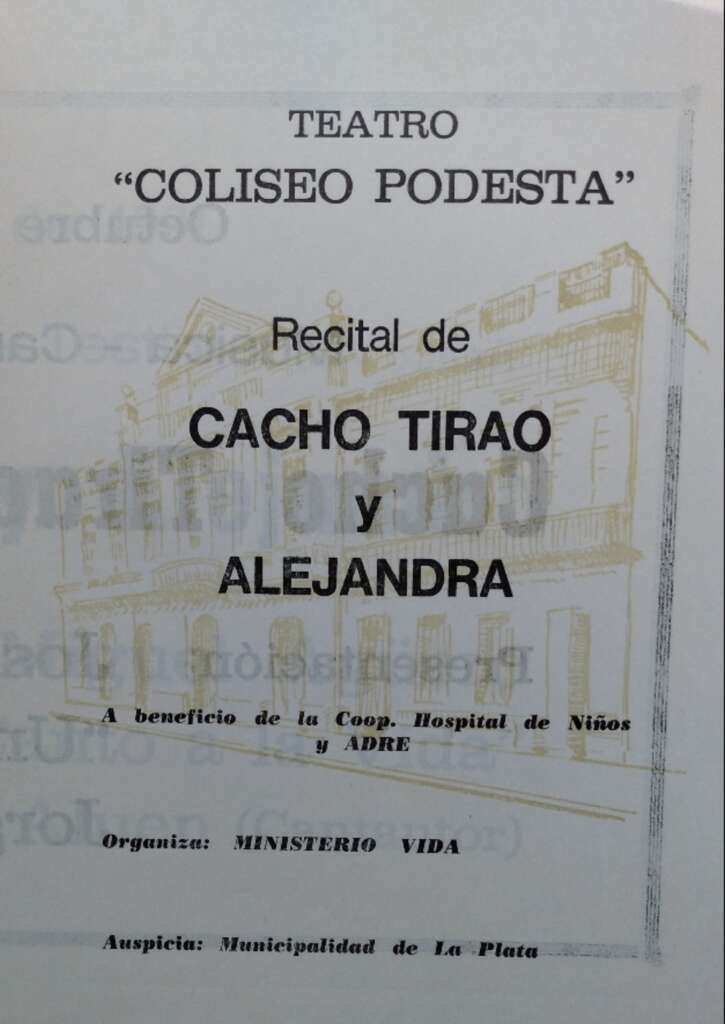 TEATRO
“COLISEO PODESTA”
Recital de
CACHO TIRAO
y
ALEJANDRA
A beneficio de la Coop. Hospital de Niños
y ADRE
Organiza: MINISTERIO VIDA
Auspicia: Municipalidad de La Plata